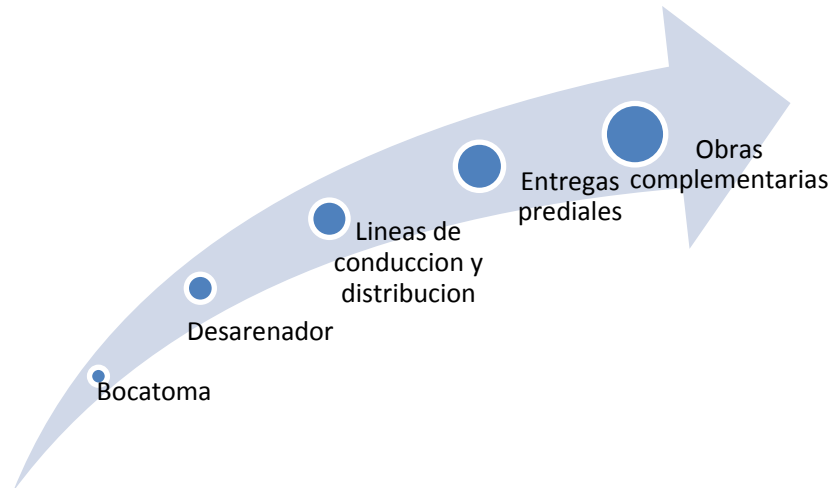 Bocatoma
Desarenador
Lineas de
conduccion y
distribucion
Entregas
prediales
Obras
complementarias